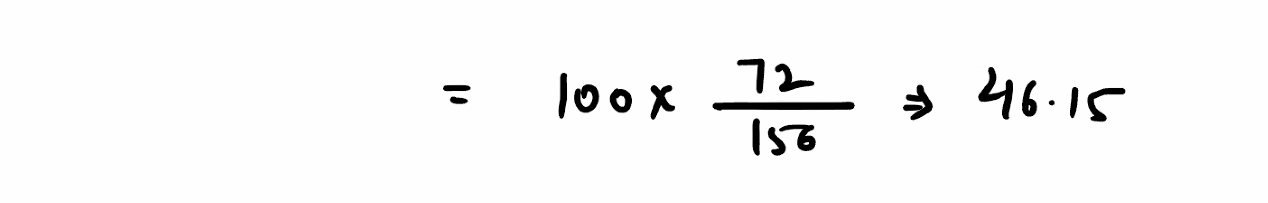 = 100 × 72/156 ⇒ 46.15